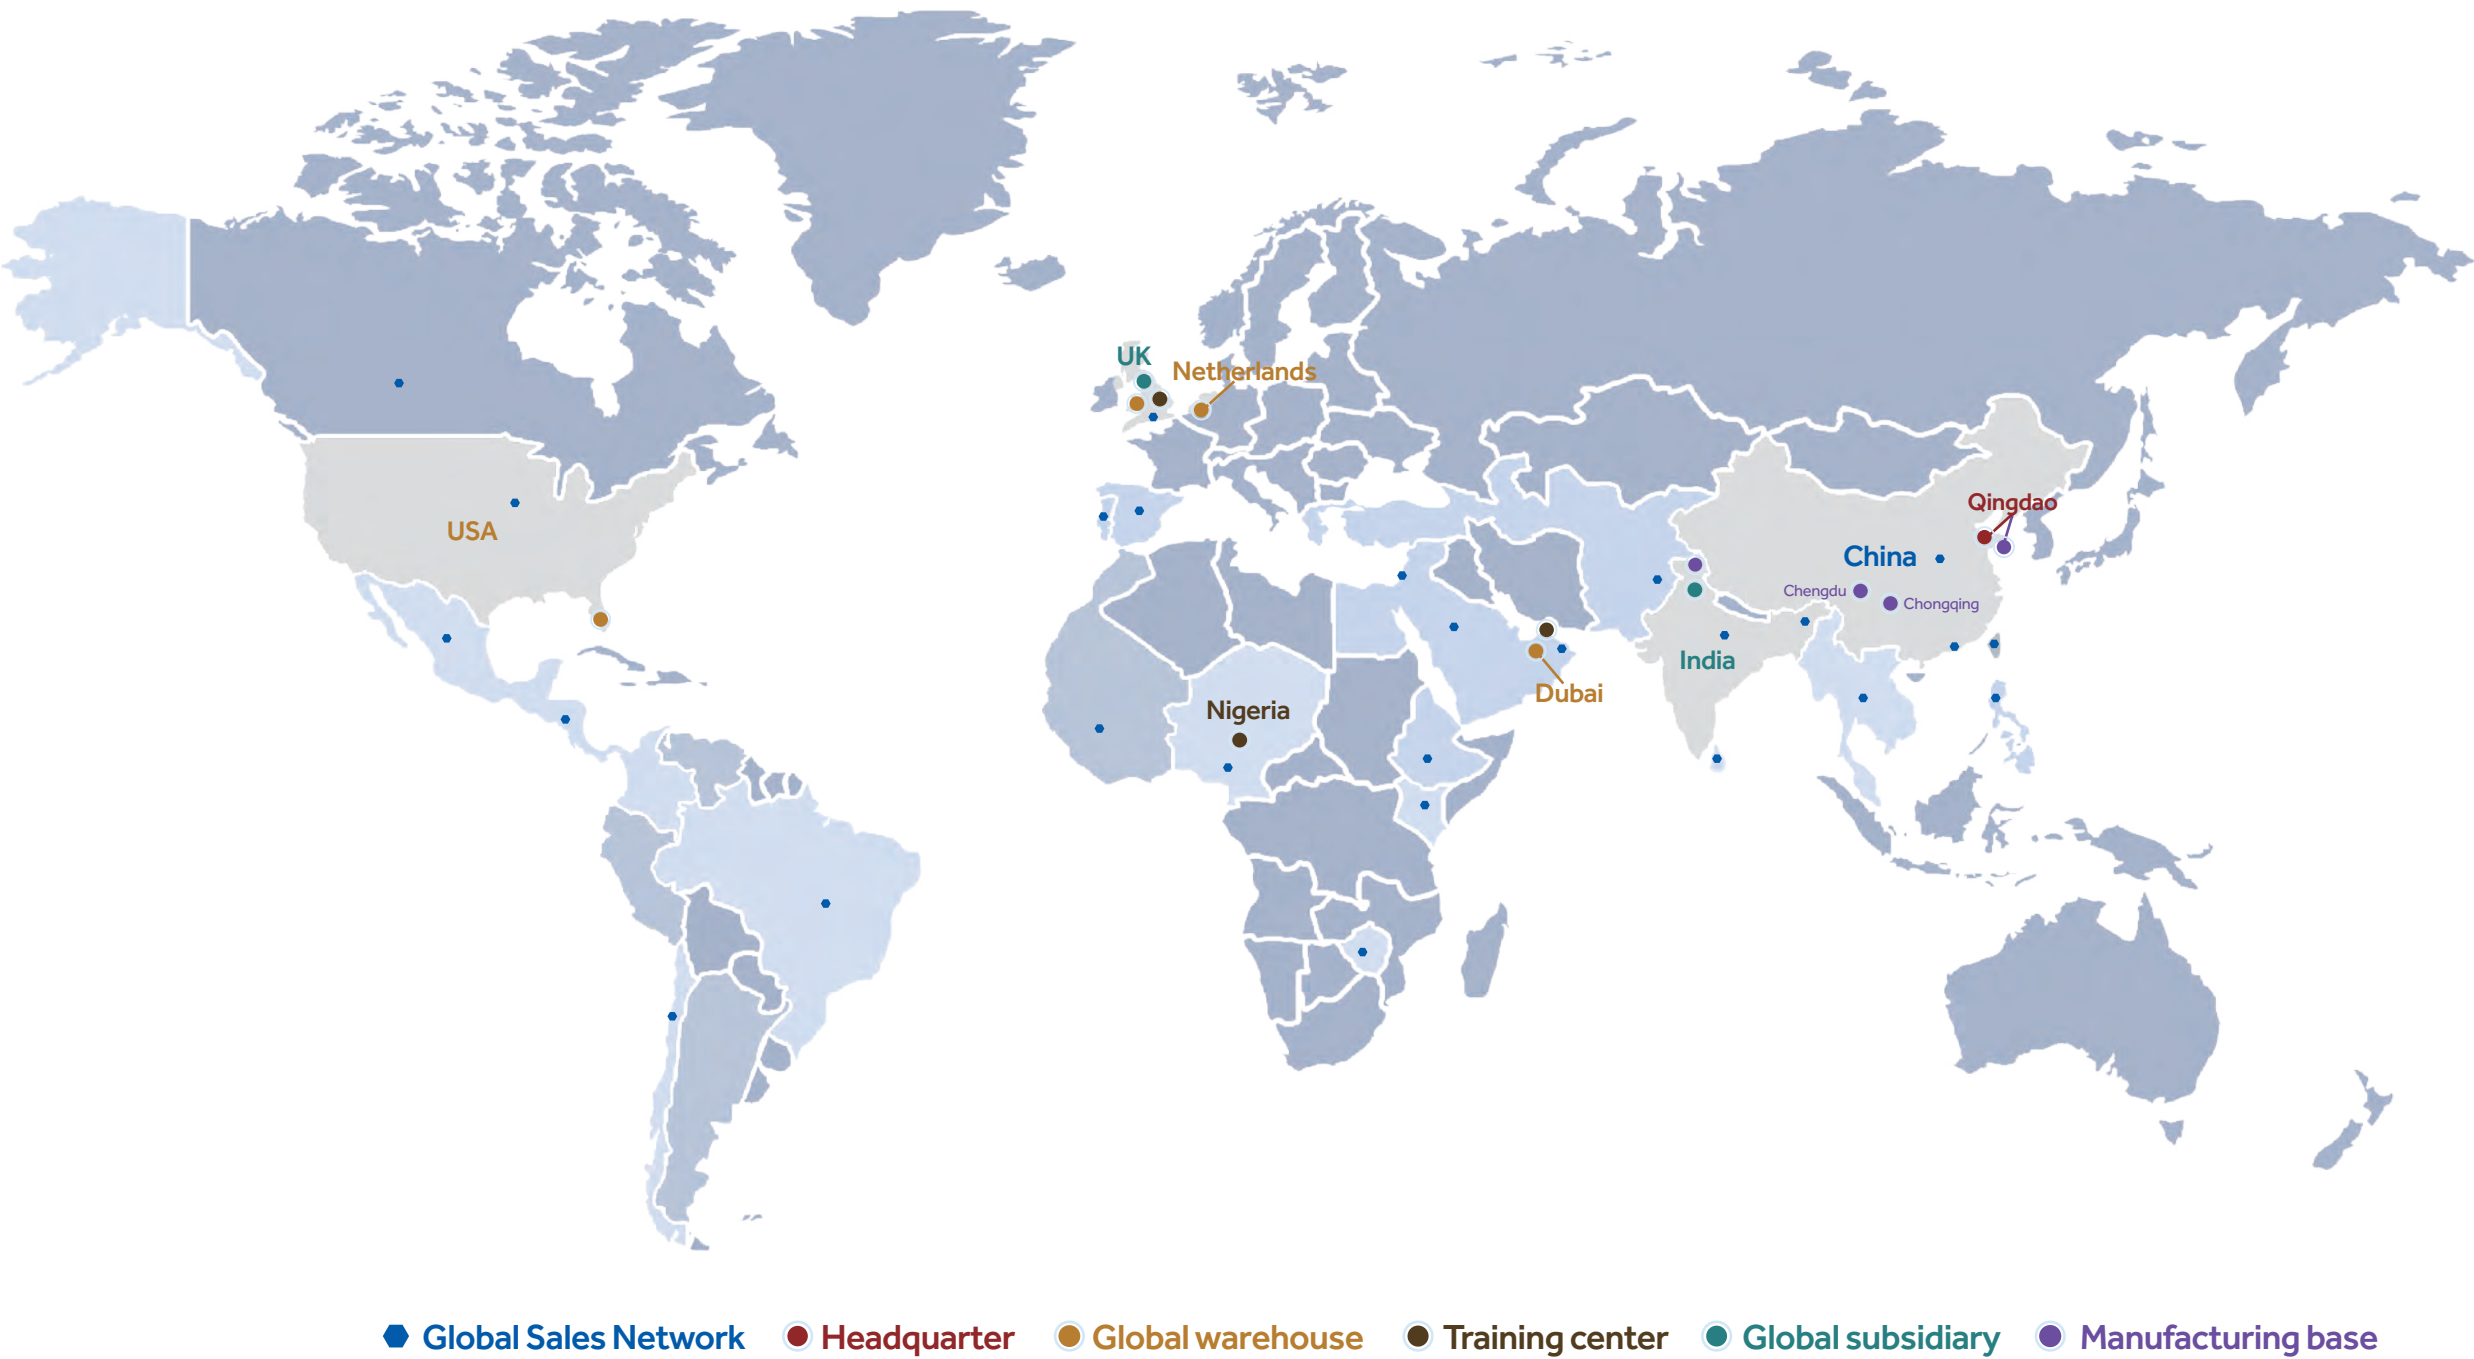 UK
Netherlands
USA
Qingdao
China
Chengdu
Chongqing
India
Dubai
Nigeria
Global Sales Network
Headquarter
Global warehouse
Training center
Global subsidiary
Manufacturing base